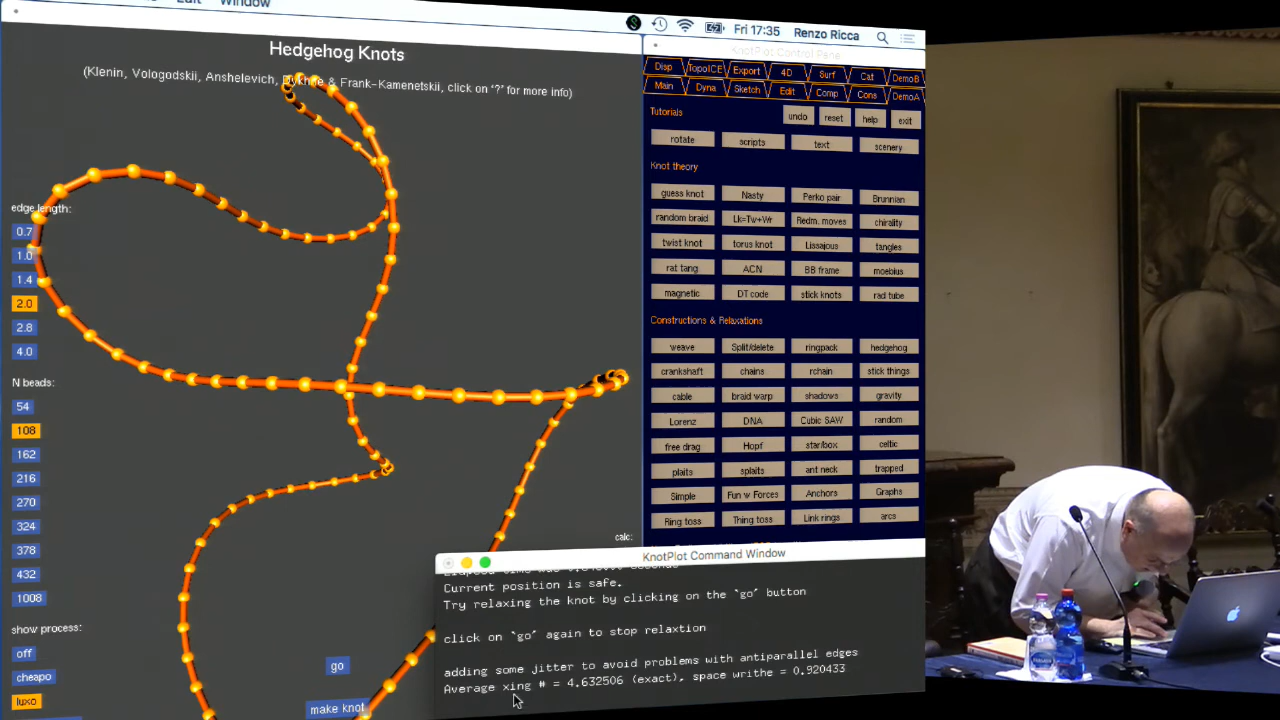 Edit
Window
Fri 17:35
Renzo Ricca
Hedgehog Knots
(Klenin, Vologodskii, Anshelevich, Dykhne & Frank-Kamenetskii, click on '?' for more info)
edge length:
0.7
1.0
1.4
2.0
2.8
4.0
N beads:
54
108
162
216
270
324
378
432
1008
show process:
off
cheapo
luxo
go
make knot
calc:
KnotPlot Control Pane
Disp TopoICE Export 4D Surf Cat DemoB
Main Dyna Sketch Edit Comp Cons DemoA
Tutorials undo reset help exit
rotate scripts text scenery
Knot theory
guess knot Nasty Perko pair Brunnian
random braid Lk=Tw+Wr Redm. moves chirality
twist knot torus knot Lissajous tangles
rat tang ACN BB frame moebius
magnetic DT code stick knots rad tube
Constructions & Relaxations
weave Split/delete ringpack hedgehog
crankshaft chains rchain stick things
cable braid warp shadows gravity
Lorenz DNA Cubic SAW random
free drag Hopf star/box celtic
plaits splaits ant neck trapped
Simple Fun w Forces Anchors Graphs
Ring toss Thing toss Link rings arcs
KnotPlot Command Window
Current position is safe.
Try relaxing the knot by clicking on the `go' button
click on `go' again to stop relaxtion
adding some jitter to avoid problems with antiparallel edges
Average xing # = 4.632506 (exact), space writhe = 0.920433